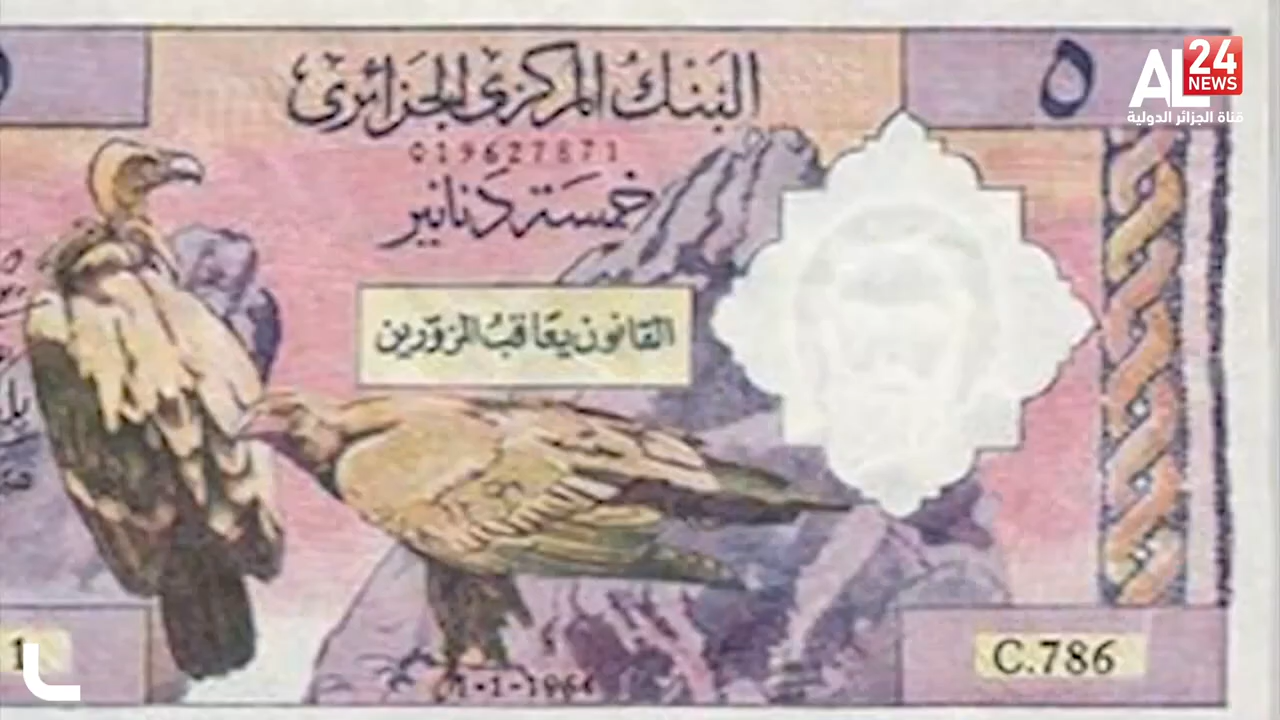 البنك المركزي الجزائري
٥
AL
24
NEWS
قناة الجزائر الدولية
019627871
خمسة دنانير
القانون يعاقب المزورين
1-1-1964
C.786
1